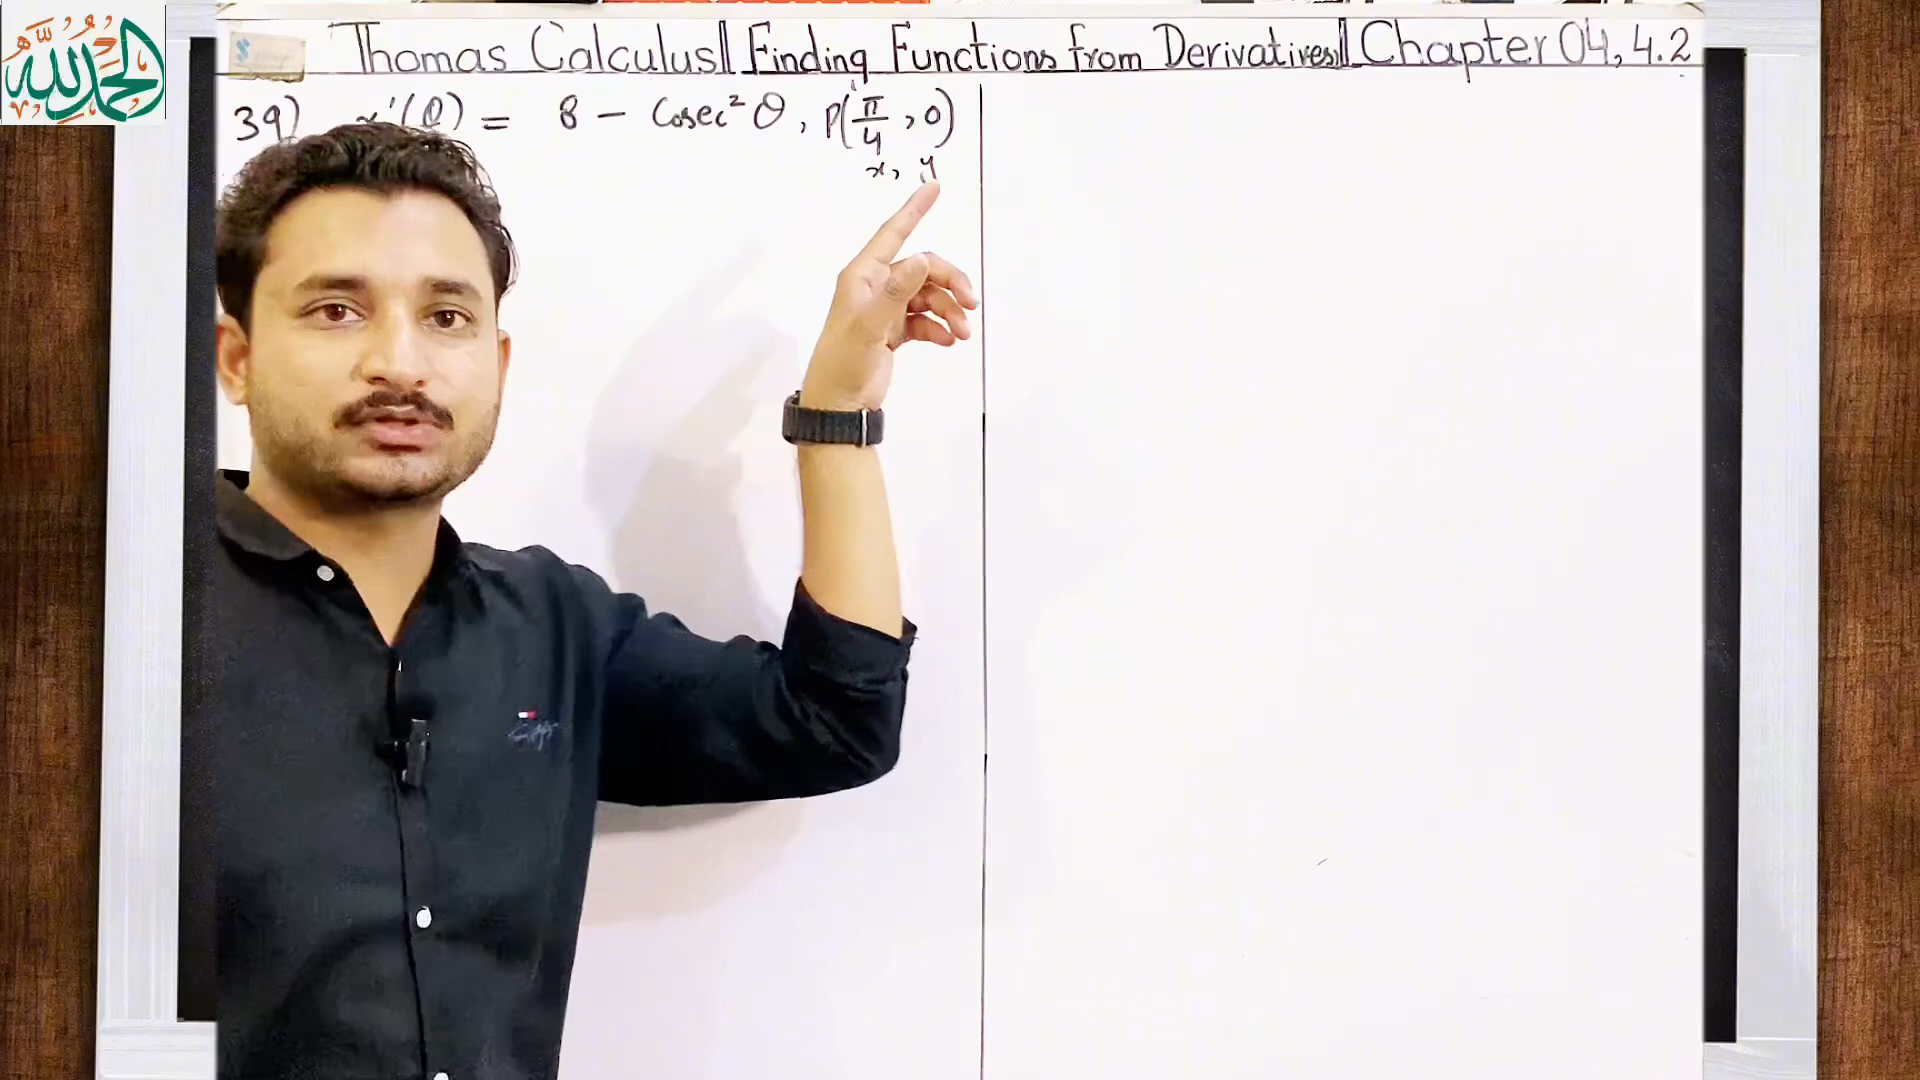 الحمد لله
Thomas Calculus || Finding Functions from Derivatives || Chapter 04, 4.2
39) r'(θ) = 8 - Cosec²θ, P(π/4, 0)
x, y